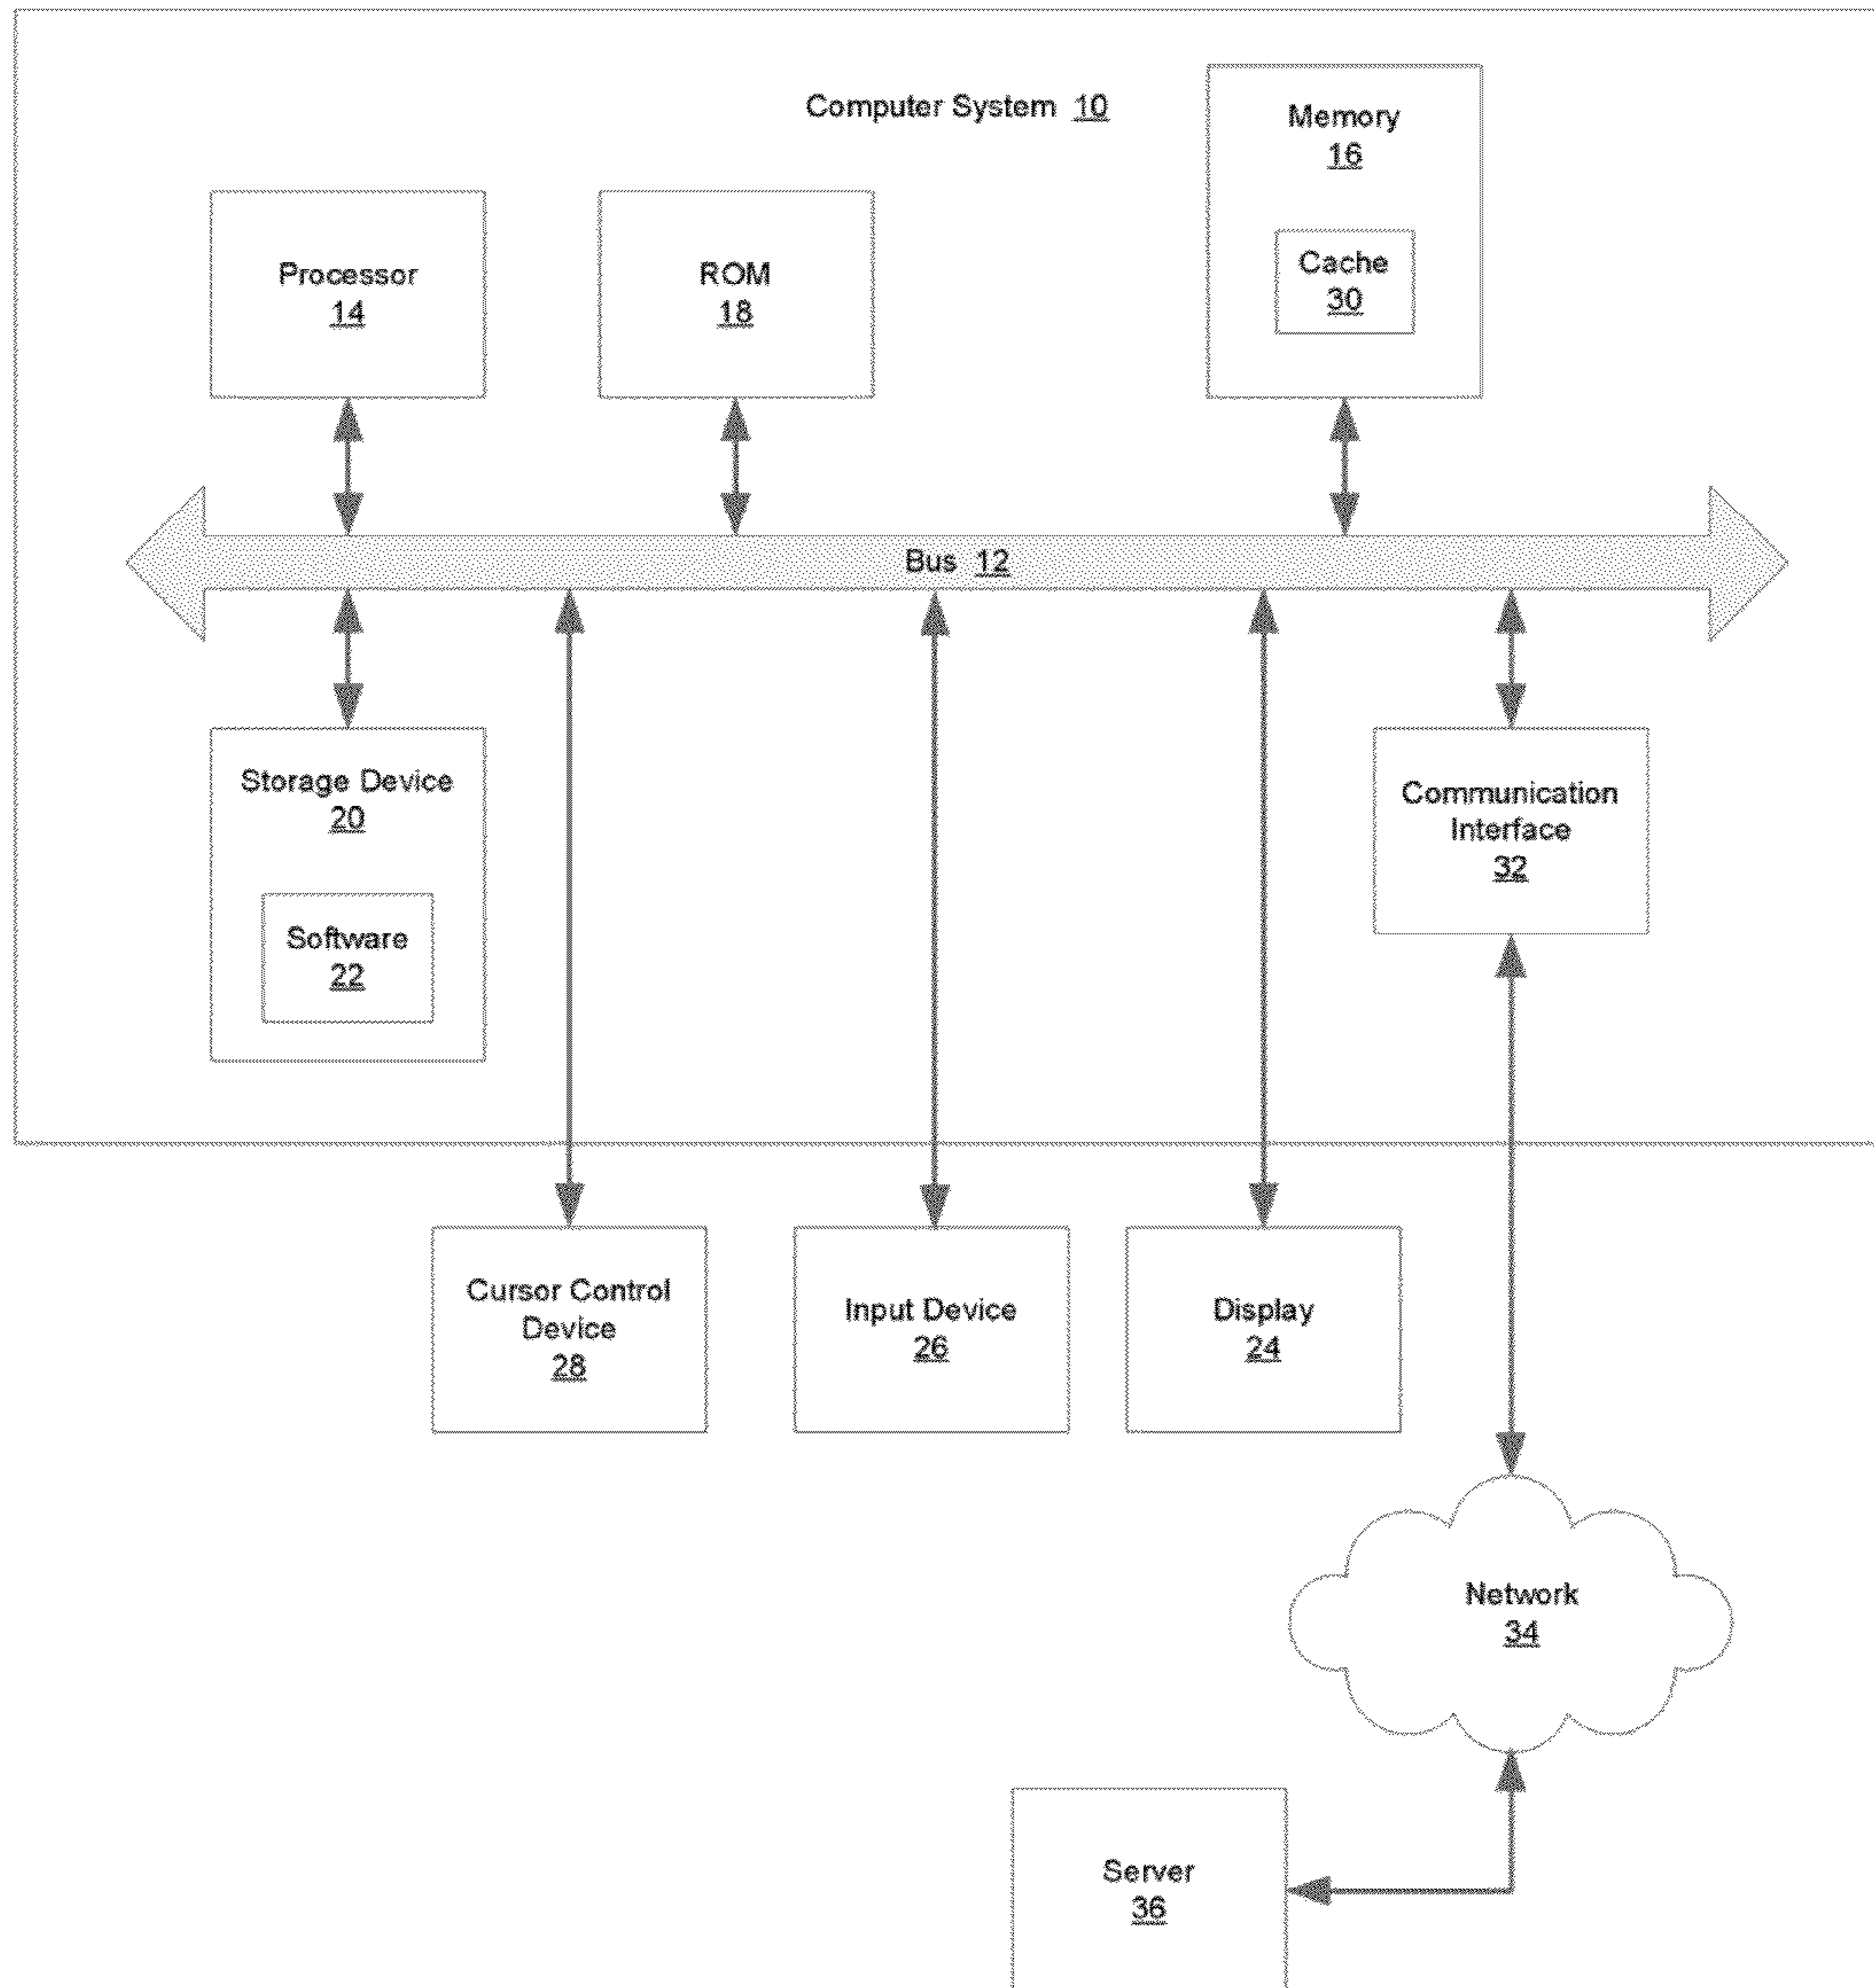 Computer System 10
Memory
16
Cache
30
Processor
14
ROM
18
Bus 12
Storage Device
20
Software
22
Communication
Interface
32
Cursor Control
Device
28
Input Device
26
Display
24
Network
34
Server
36